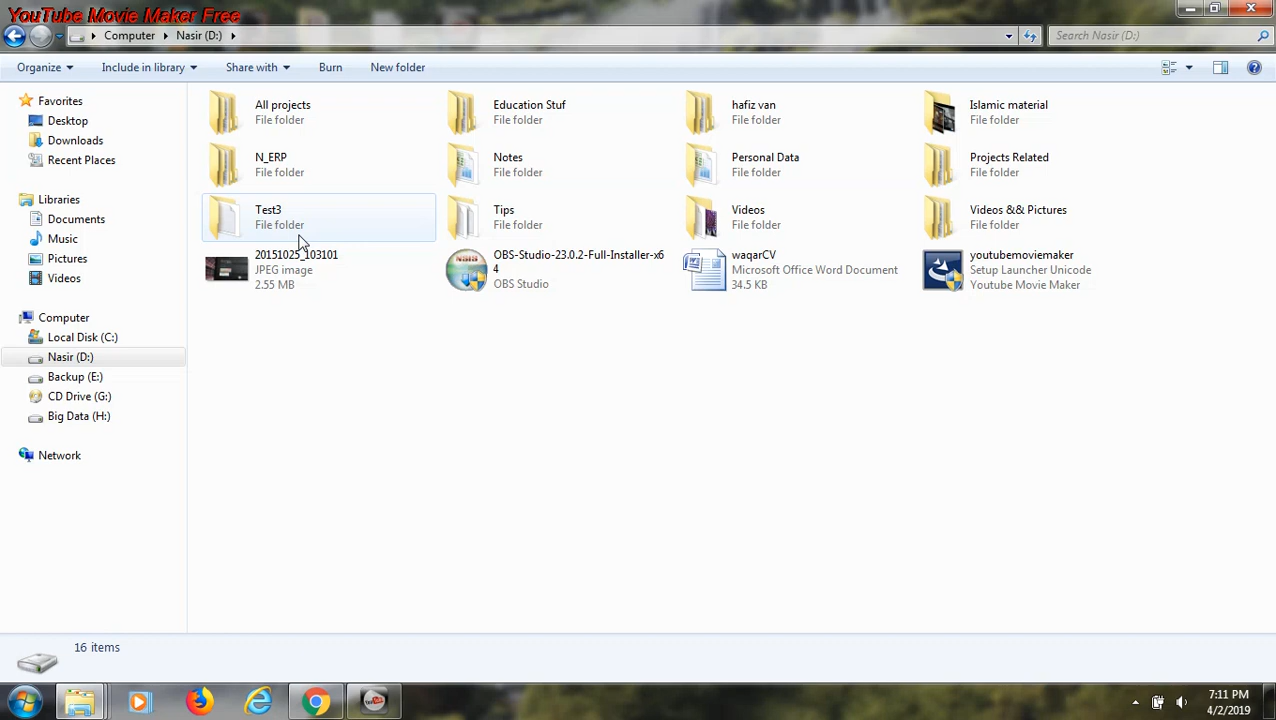 YouTube Movie Maker Free
Computer Nasir (D:)
Search Nasir (D:)
Organize Include in library Share with Burn New folder
Favorites
Desktop
Downloads
Recent Places
Libraries
Documents
Music
Pictures
Videos
Computer
Local Disk (C:)
Nasir (D:)
Backup (E:)
CD Drive (G:)
Big Data (H:)
Network
All projects
File folder
Education Stuf
File folder
hafiz van
File folder
Islamic material
File folder
N_ERP
File folder
Notes
File folder
Personal Data
File folder
Projects Related
File folder
Test3
File folder
Tips
File folder
Videos
File folder
Videos && Pictures
File folder
20151025_103101
JPEG image
2.55 MB
OBS-Studio-23.0.2-Full-Installer-x6
4
OBS Studio
waqarCV
Microsoft Office Word Document
34.5 KB
youtubemoviemaker
Setup Launcher Unicode
Youtube Movie Maker
16 items
7:11 PM
4/2/2019